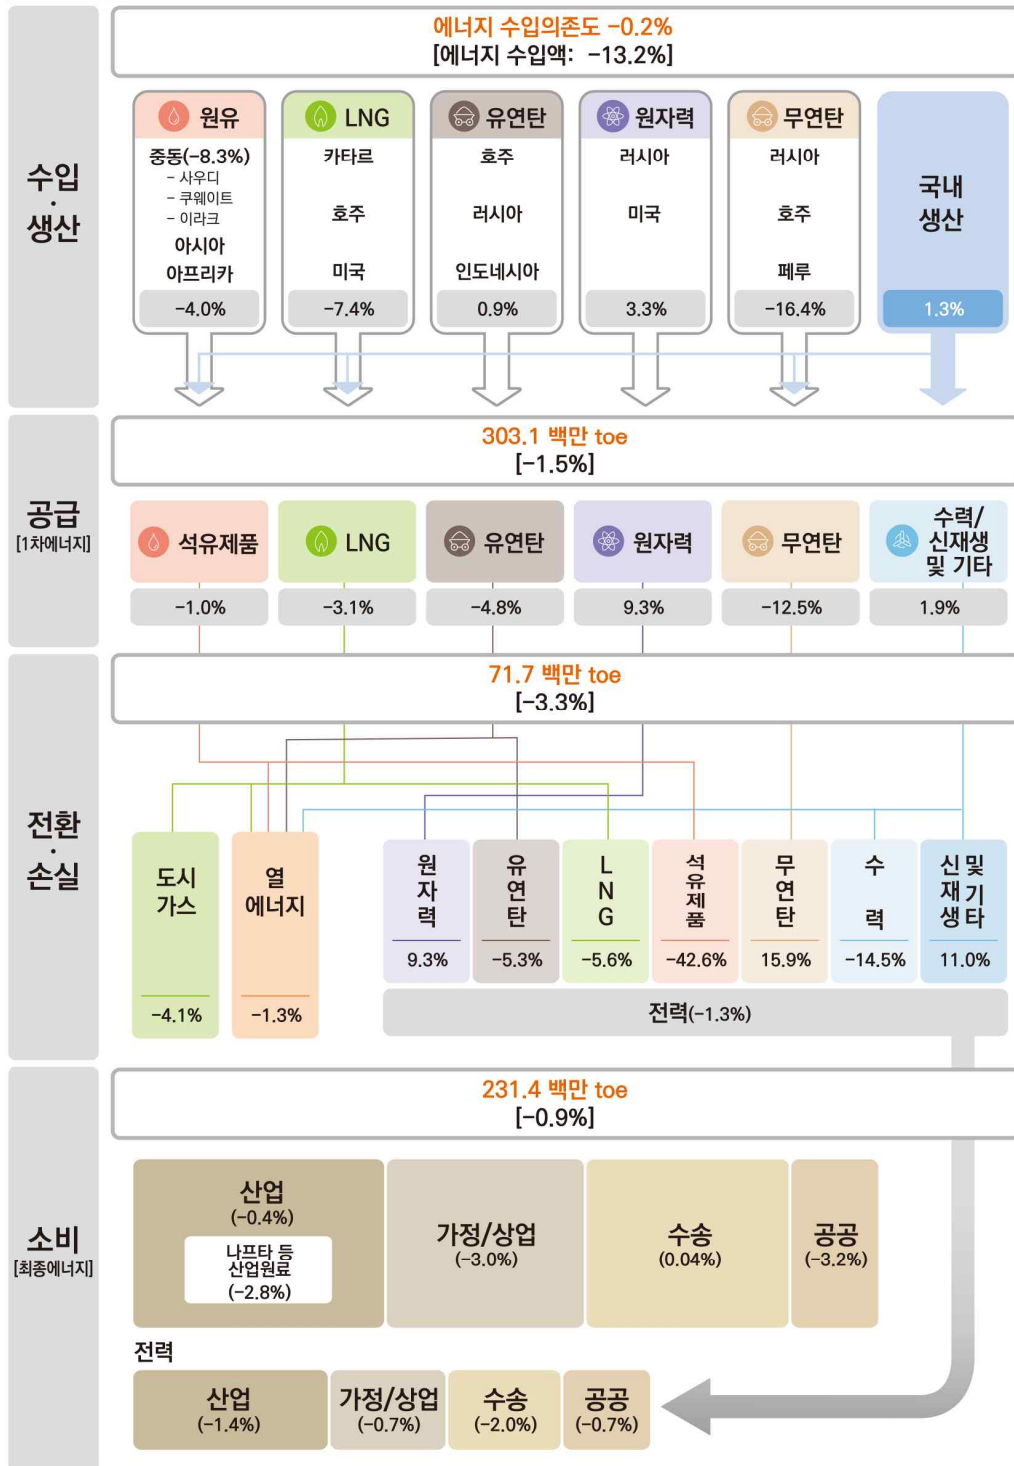 에너지 수입의존도 -0.2%
[에너지 수입액: -13.2%]
수입
·
생산
원유
중동(-8.3%)
- 사우디
- 쿠웨이트
- 이라크
아시아
아프리카
-4.0%
LNG
카타르
호주
미국
-7.4%
유연탄
호주
러시아
인도네시아
0.9%
원자력
러시아
미국
3.3%
무연탄
러시아
호주
페루
-16.4%
국내
생산
1.3%
공급
[1차에너지]
303.1 백만 toe
[-1.5%]
석유제품
-1.0%
LNG
-3.1%
유연탄
-4.8%
원자력
9.3%
무연탄
-12.5%
수력/
신재생
및 기타
1.9%
전환
·
손실
71.7 백만 toe
[-3.3%]
도시
가스
-4.1%
열
에너지
-1.3%
원자력
9.3%
유연탄
-5.3%
LNG
-5.6%
석유제품
-42.6%
무연탄
15.9%
수력
-14.5%
신재생
및기타
11.0%
전력(-1.3%)
소비
[최종에너지]
231.4 백만 toe
[-0.9%]
산업
(-0.4%)
나프타 등
산업원료
(-2.8%)
가정/상업
(-3.0%)
수송
(0.04%)
공공
(-3.2%)
전력
산업
(-1.4%)
가정/상업
(-0.7%)
수송
(-2.0%)
공공
(-0.7%)